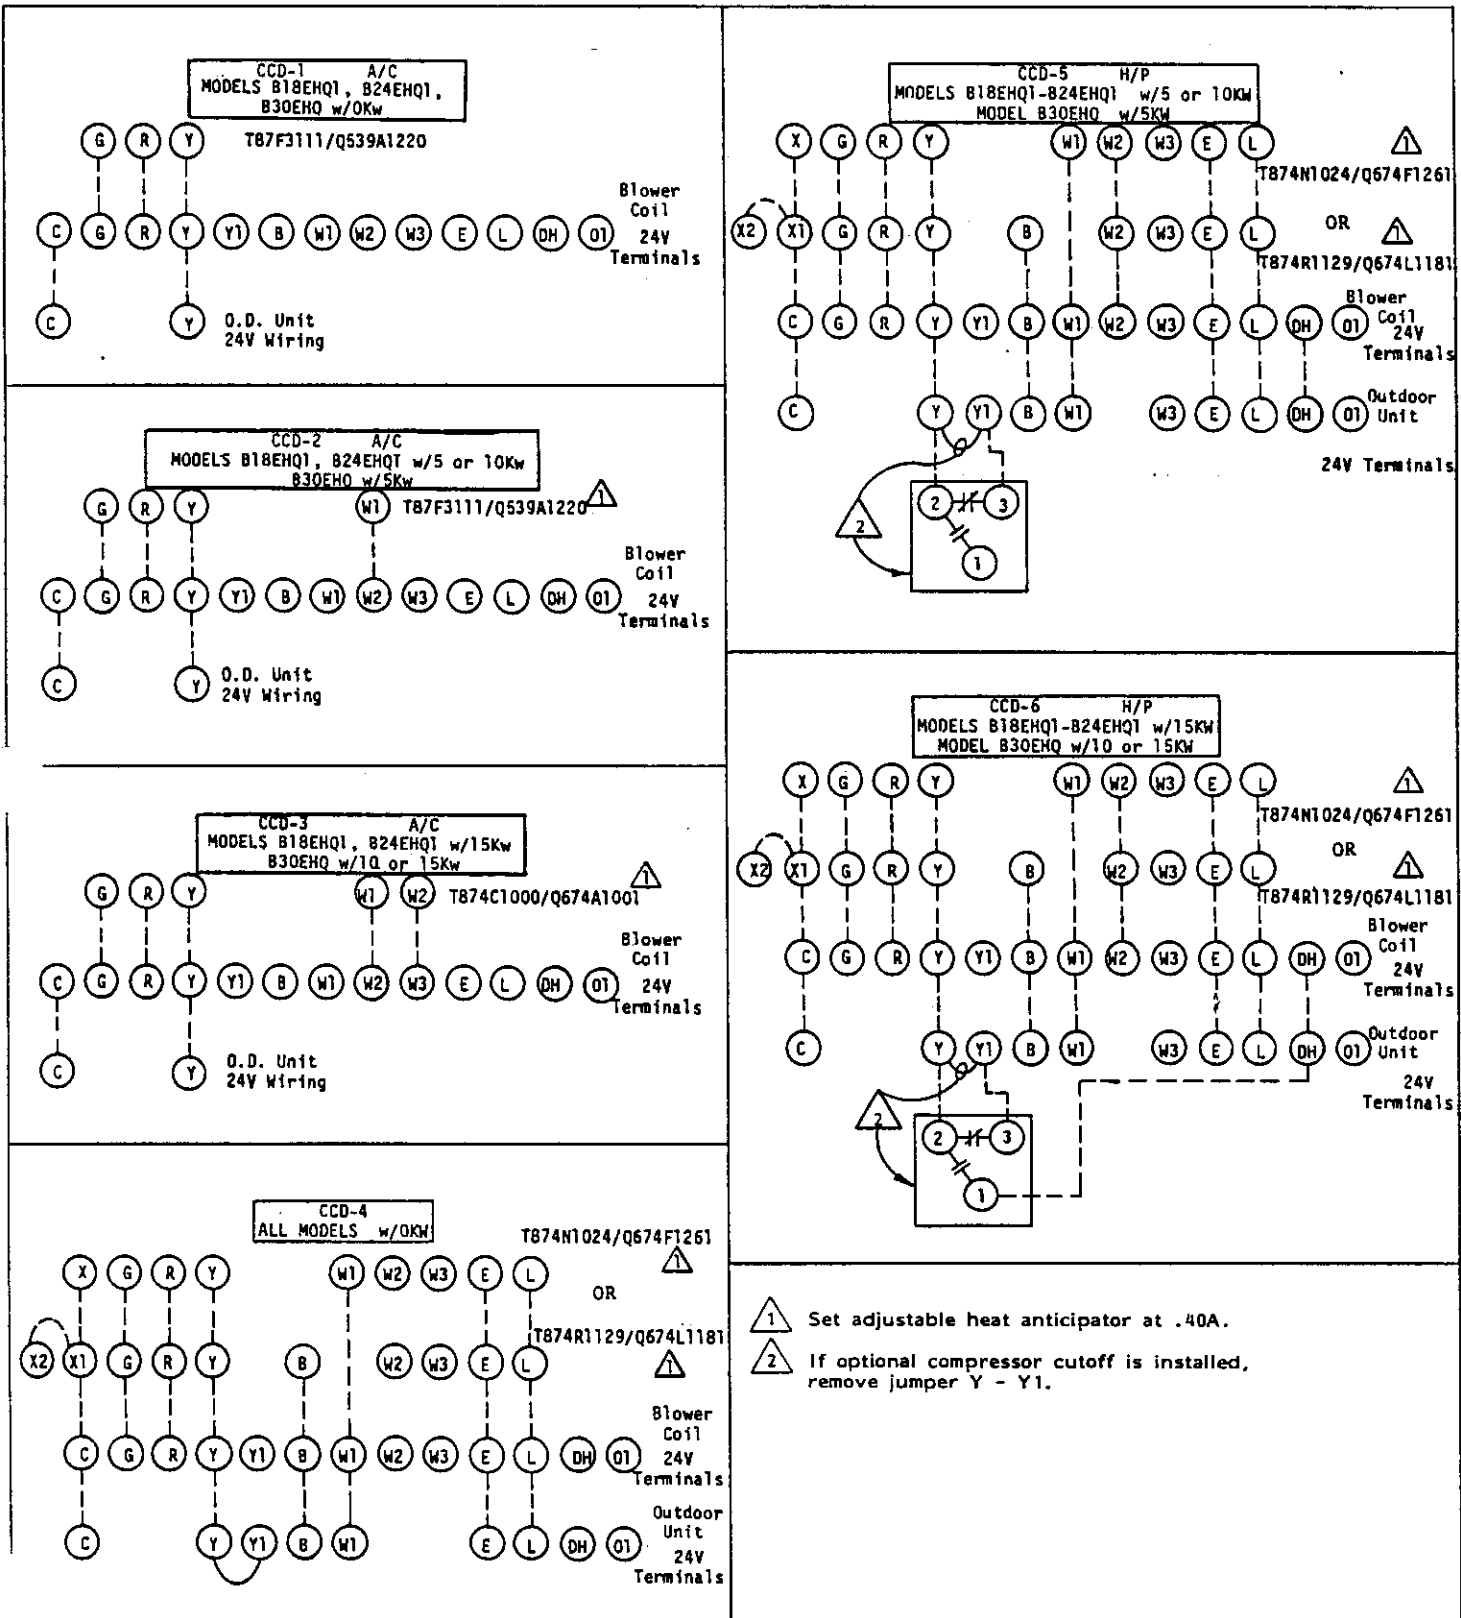 CCD-1 A/C
MODELS B18EHQ1, B24EHQ1,
B30EHQ w/0Kw
G R Y T87F3111/Q539A1220
Blower
Coil
C G R Y Y1 B W1 W2 W3 E L DH O1 24V
Terminals
C Y O.D. Unit
24V Wiring
CCD-2 A/C
MODELS B18EHQ1, B24EHQ1 w/5 or 10Kw
B30EHQ w/5Kw
G R Y W1 T87F3111/Q539A1220 1
Blower
Coil
C G R Y Y1 B W1 W2 W3 E L DH O1 24V
Terminals
C Y O.D. Unit
24V Wiring
CCD-3 A/C
MODELS B18EHQ1, B24EHQ1 w/15Kw
B30EHQ w/10 or 15Kw
G R Y W1 W2 T874C1000/Q674A1001 1
Blower
Coil
C G R Y Y1 B W1 W2 W3 E L DH O1 24V
Terminals
C Y O.D. Unit
24V Wiring
CCD-4
ALL MODELS w/0KW
T874N1024/Q674F1261
1
X G R Y W1 W2 W3 E L
OR
T874R1129/Q674L1181
X2 X1 G R Y B W2 W3 E L 1
Blower
Coil
C G R Y Y1 B W1 W2 W3 E L DH O1 24V
Terminals
Outdoor
Unit
C Y Y1 B W1 E L DH O1
24V
Terminals
CCD-5 H/P
MODELS B18EHQ1-B24EHQ1 w/5 or 10KW
MODEL B30EHQ w/5KW
X G R Y W1 W2 W3 E L 1
T874N1024/Q674F1261
OR
X2 X1 G R Y B W2 W3 E L 1
T874R1129/Q674L1181
Blower
Coil
C G R Y Y1 B W1 W2 W3 E L DH O1 24V
Terminals
Outdoor
Unit
C Y Y1 B W1 W3 E L DH O1
24V Terminals
2 3
2
1
CCD-6 H/P
MODELS B18EHQ1-B24EHQ1 w/15KW
MODEL B30EHQ w/10 or 15KW
X G R Y W1 W2 W3 E L 1
T874N1024/Q674F1261
OR
X2 X1 G R Y B W2 W3 E L 1
T874R1129/Q674L1181
Blower
Coil
C G R Y Y1 B W1 W2 W3 E L DH O1 24V
Terminals
Outdoor
Unit
C Y Y1 B W1 W3 E L DH O1
24V
Terminals
2
2 3
1
1 Set adjustable heat anticipator at .40A.
2 If optional compressor cutoff is installed,
remove jumper Y - Y1.